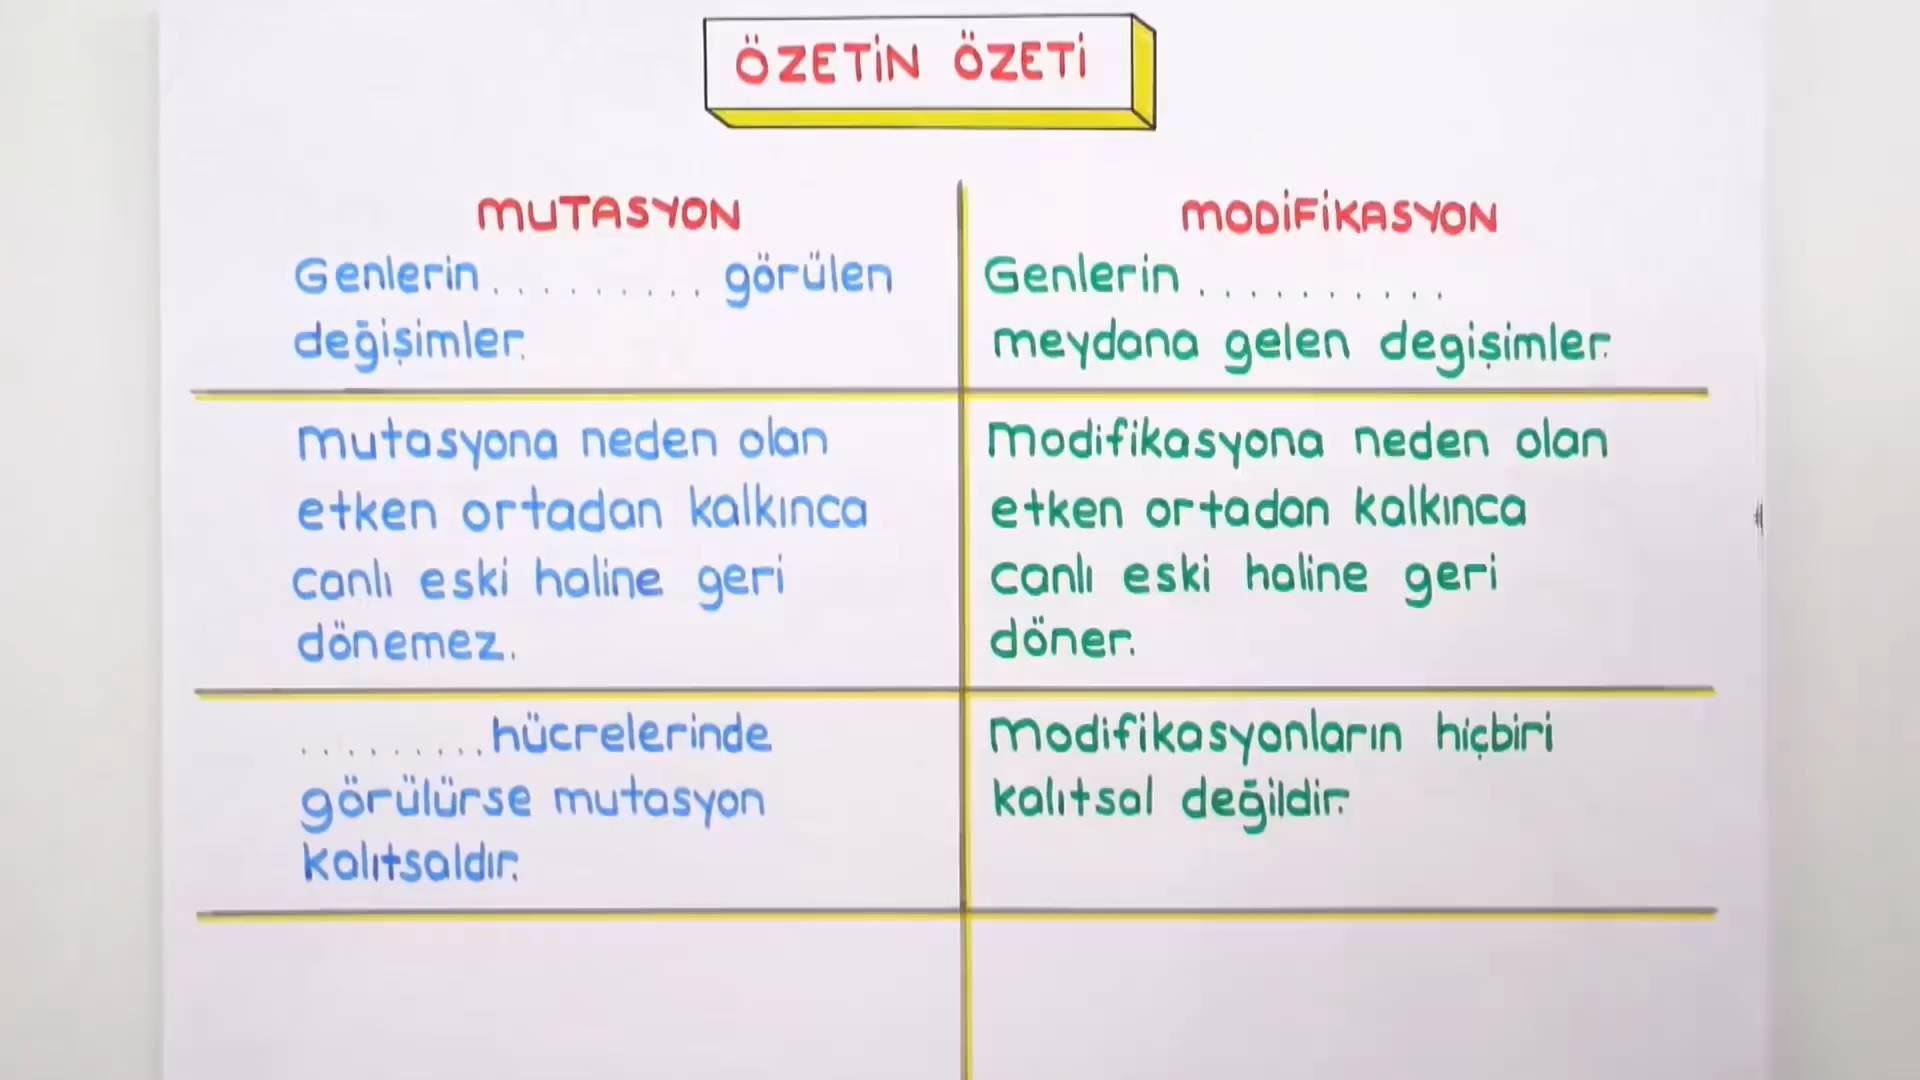 ÖZETİN ÖZETİ
MUTASYON
Genlerin ......... görülen
değişimler.
mutasyona neden olan
etken ortadan kalkınca
canlı eski haline geri
dönemez.
......... hücrelerinde
görülürse mutasyon
kalıtsaldır.
MODİFİKASYON
Genlerin ..........
meydana gelen degişimler.
modifikasyona neden olan
etken ortadan kalkınca
canlı eski haline geri
döner.
modifikasyonların hiçbiri
kalıtsal değildir.